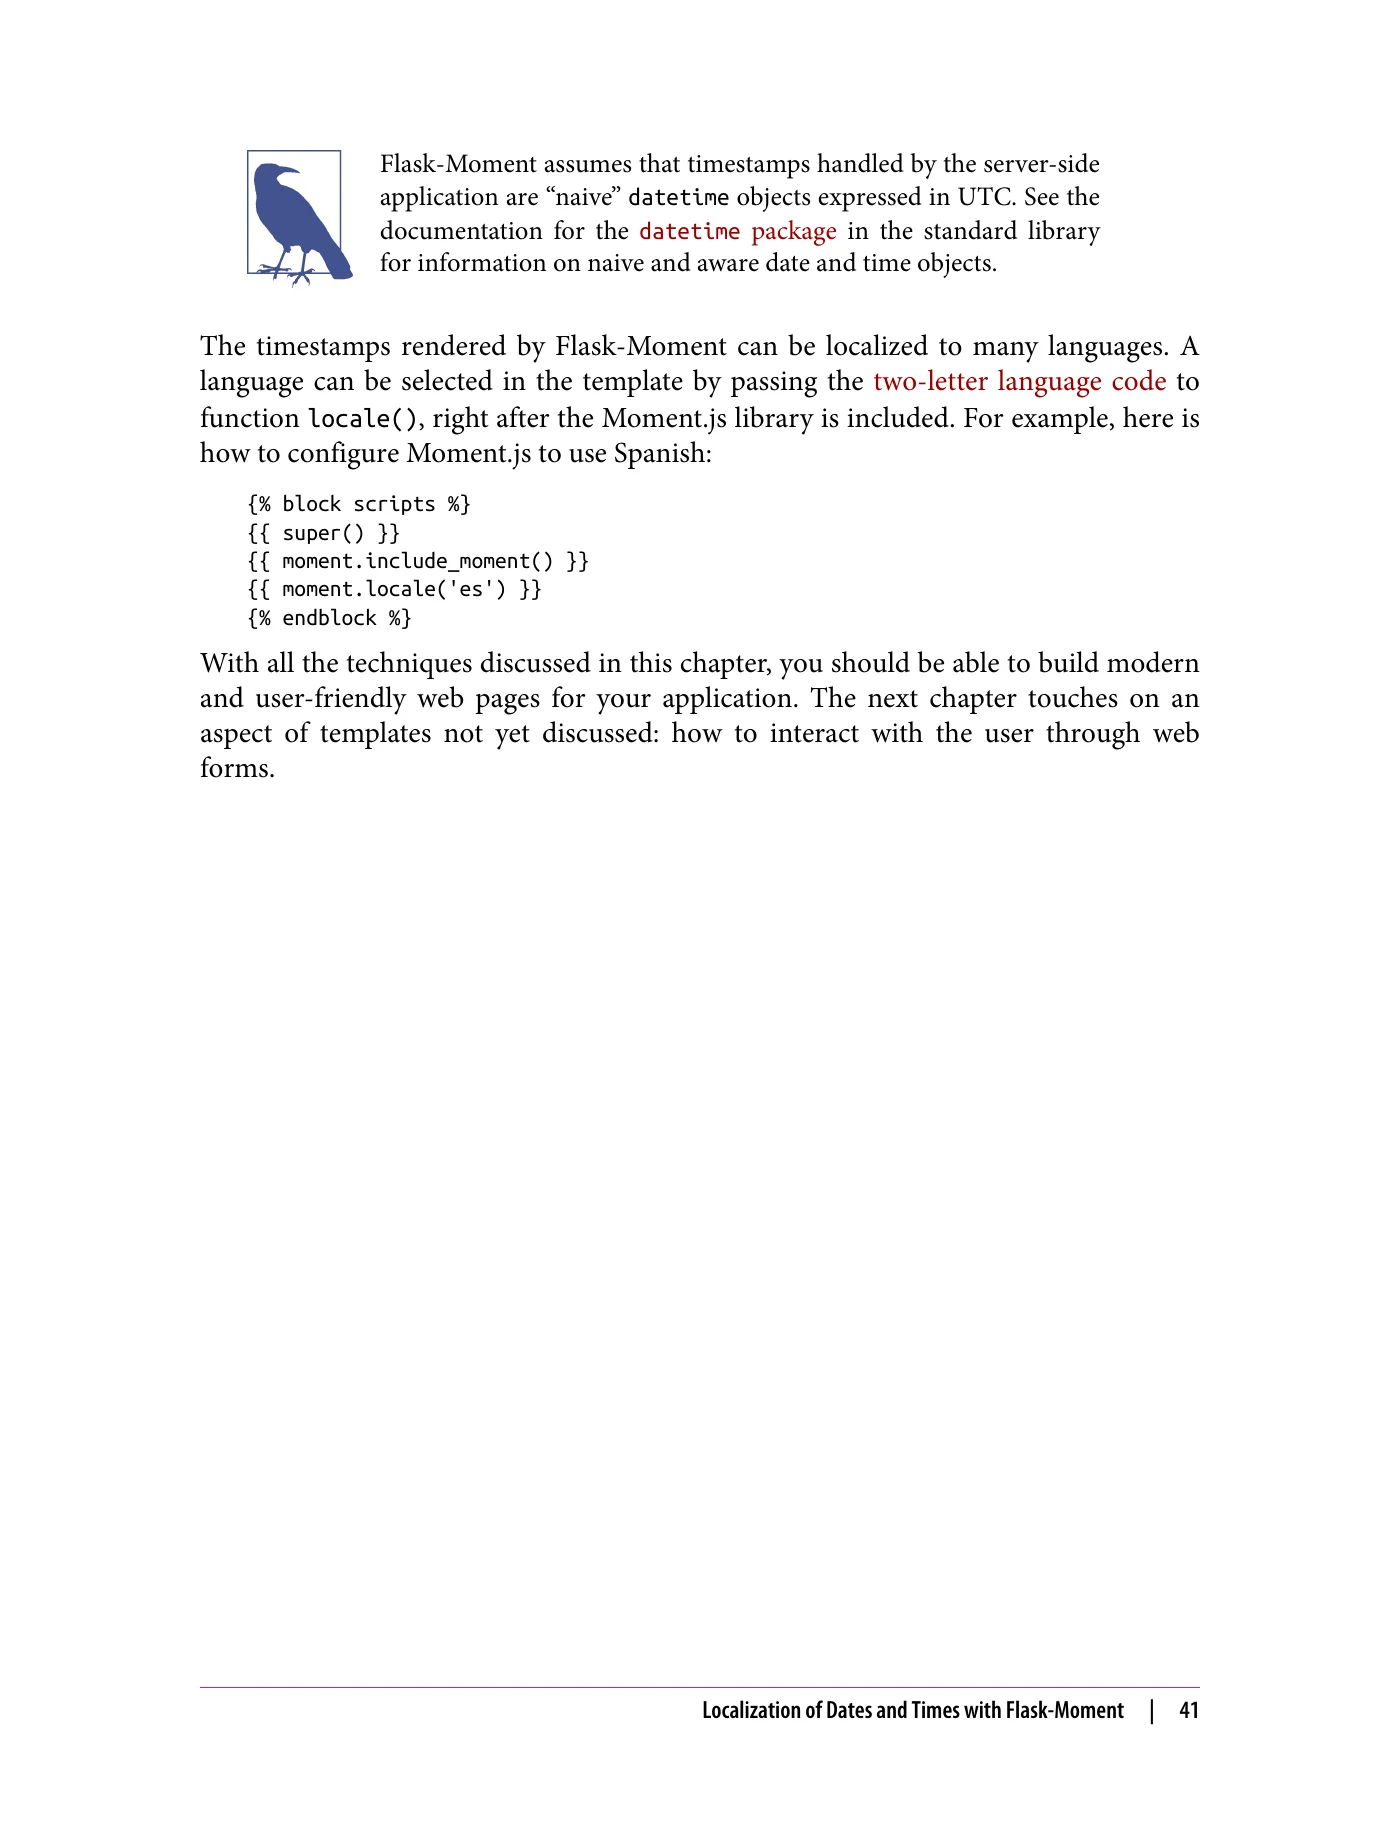 Flask-Moment assumes that timestamps handled by the server-side
application are “naive” datetime objects expressed in UTC. See the
documentation for the datetime package in the standard library
for information on naive and aware date and time objects.
The timestamps rendered by Flask-Moment can be localized to many languages. A
language can be selected in the template by passing the two-letter language code to
function locale(), right after the Moment.js library is included. For example, here is
how to configure Moment.js to use Spanish:
{% block scripts %}
{{ super() }}
{{ moment.include_moment() }}
{{ moment.locale('es') }}
{% endblock %}
With all the techniques discussed in this chapter, you should be able to build modern
and user-friendly web pages for your application. The next chapter touches on an
aspect of templates not yet discussed: how to interact with the user through web
forms.
Localization of Dates and Times with Flask-Moment | 41